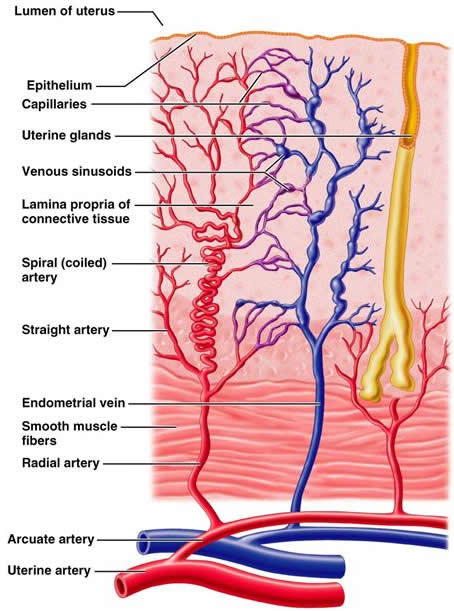 Lumen of uterus
Epithelium
Capillaries
Uterine glands
Venous sinusoids
Lamina propria of
connective tissue
Spiral (coiled)
artery
Straight artery
Endometrial vein
Smooth muscle
fibers
Radial artery
Arcuate artery
Uterine artery